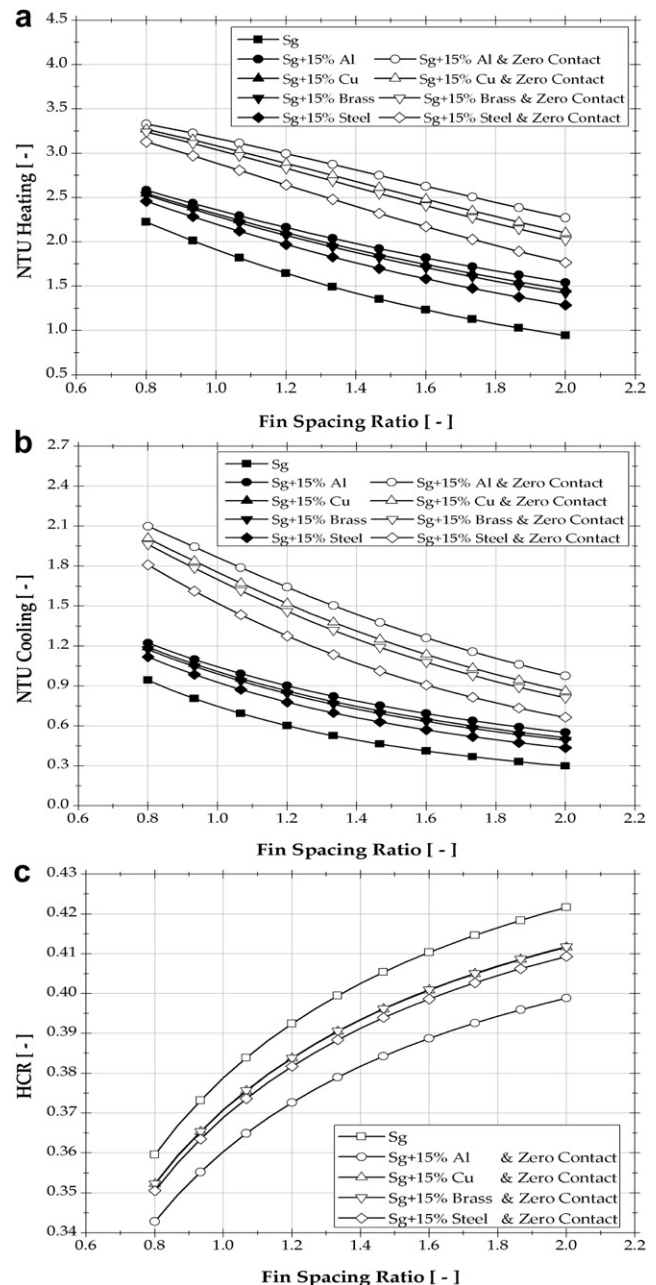 a
4.5
4.0
3.5
3.0
2.5
2.0
1.5
1.0
0.5
NTU Heating [ - ]
Sg
Sg+15% Al
Sg+15% Cu
Sg+15% Brass
Sg+15% Steel
Sg+15% Al & Zero Contact
Sg+15% Cu & Zero Contact
Sg+15% Brass & Zero Contact
Sg+15% Steel & Zero Contact
0.6 0.8 1.0 1.2 1.4 1.6 1.8 2.0 2.2
Fin Spacing Ratio [ - ]
b
2.7
2.4
2.1
1.8
1.5
1.2
0.9
0.6
0.3
0.0
NTU Cooling [ - ]
Sg
Sg+15% Al
Sg+15% Cu
Sg+15% Brass
Sg+15% Steel
Sg+15% Al & Zero Contact
Sg+15% Cu & Zero Contact
Sg+15% Brass & Zero Contact
Sg+15% Steel & Zero Contact
0.6 0.8 1.0 1.2 1.4 1.6 1.8 2.0 2.2
Fin Spacing Ratio [ - ]
c
0.43
0.42
0.41
0.40
0.39
0.38
0.37
0.36
0.35
0.34
HCR [ - ]
Sg
Sg+15% Al & Zero Contact
Sg+15% Cu & Zero Contact
Sg+15% Brass & Zero Contact
Sg+15% Steel & Zero Contact
0.6 0.8 1.0 1.2 1.4 1.6 1.8 2.0 2.2
Fin Spacing Ratio [ - ]